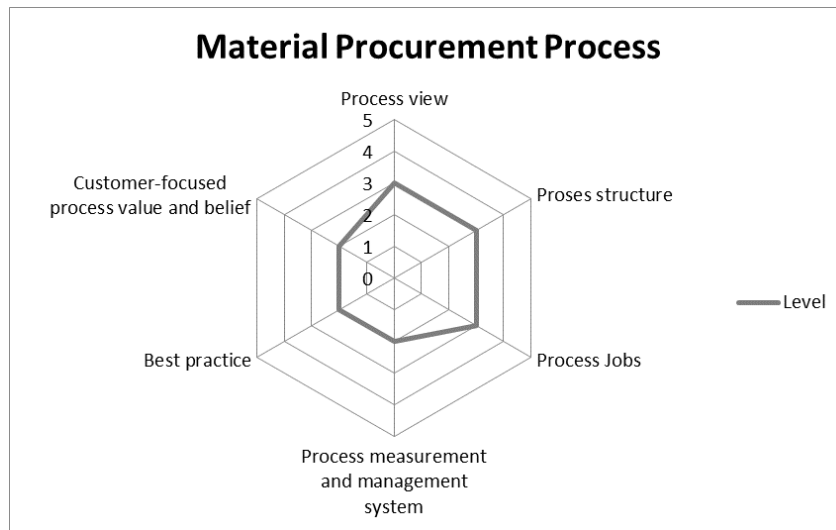 Material Procurement Process
Process view
5
4
3
2
1
0
Customer-focused
process value and belief
Proses structure
Level
Best practice
Process Jobs
Process measurement
and management
system